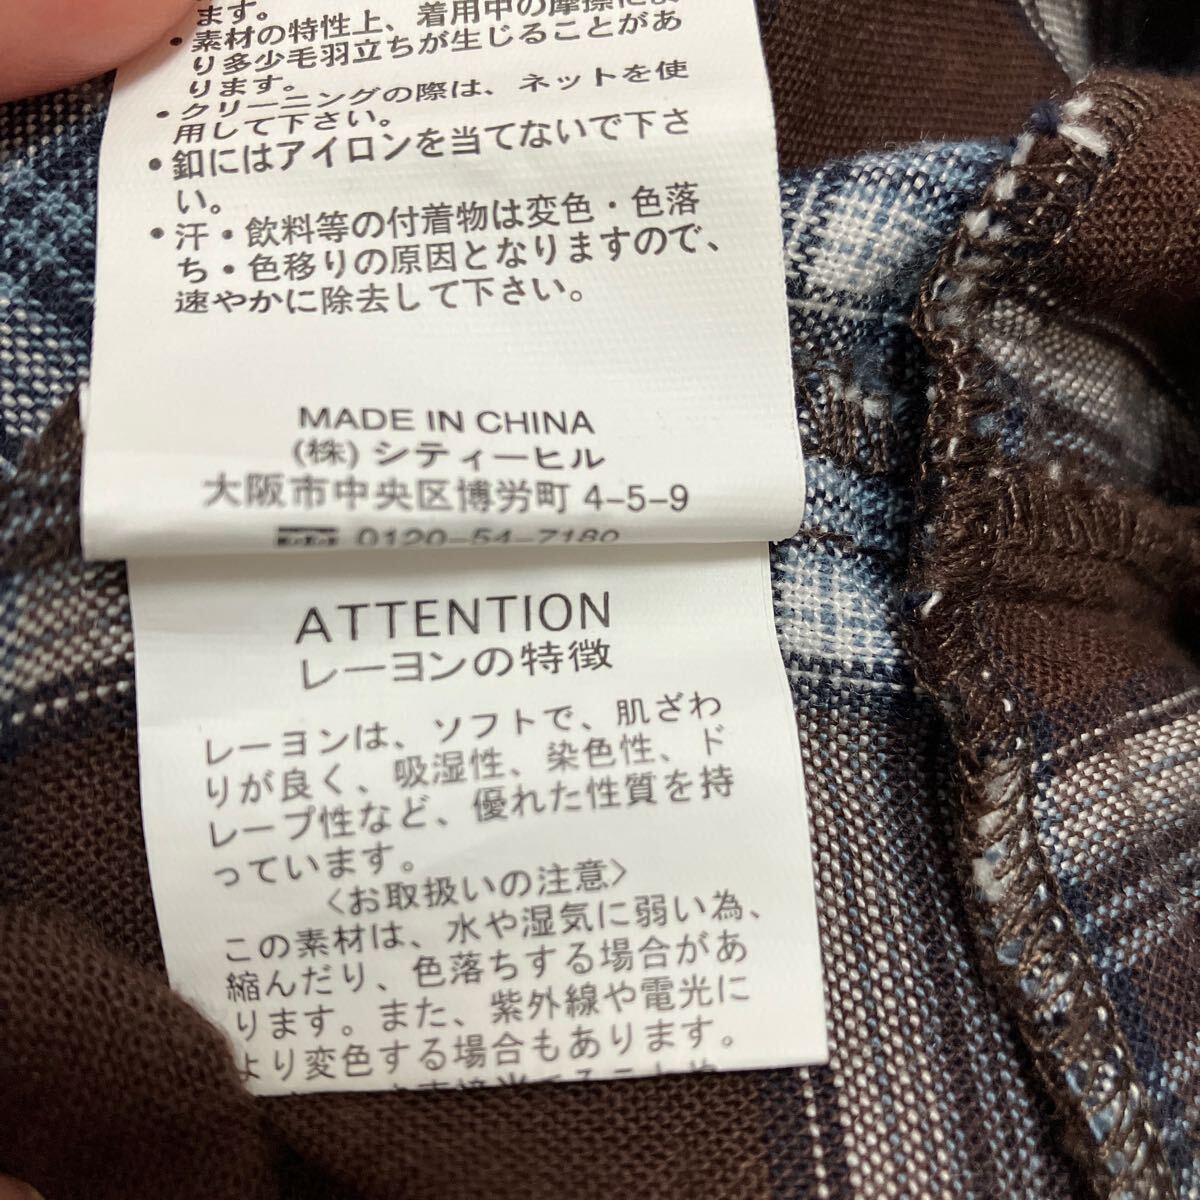 ます。
・素材の特性上、着用中の摩擦によ
り多少毛羽立ちが生じることがあ
ります。
・クリーニングの際は、ネットを使
用して下さい。
・釦にはアイロンを当てないで下さ
い。
・汗・飲料等の付着物は変色・色落
ち・色移りの原因となりますので、
速やかに除去して下さい。
MADE IN CHINA
(株)シティーヒル
大阪市中央区博労町 4-5-9
0120-54-7180
ATTENTION
レーヨンの特徴
レーヨンは、ソフトで、肌ざわ
りが良く、吸湿性、染色性、ド
レープ性など、優れた性質を持
っています。
<お取扱いの注意>
この素材は、水や湿気に弱い為、
縮んだり、色落ちする場合があ
ります。また、紫外線や電光に
より変色する場合もあります。